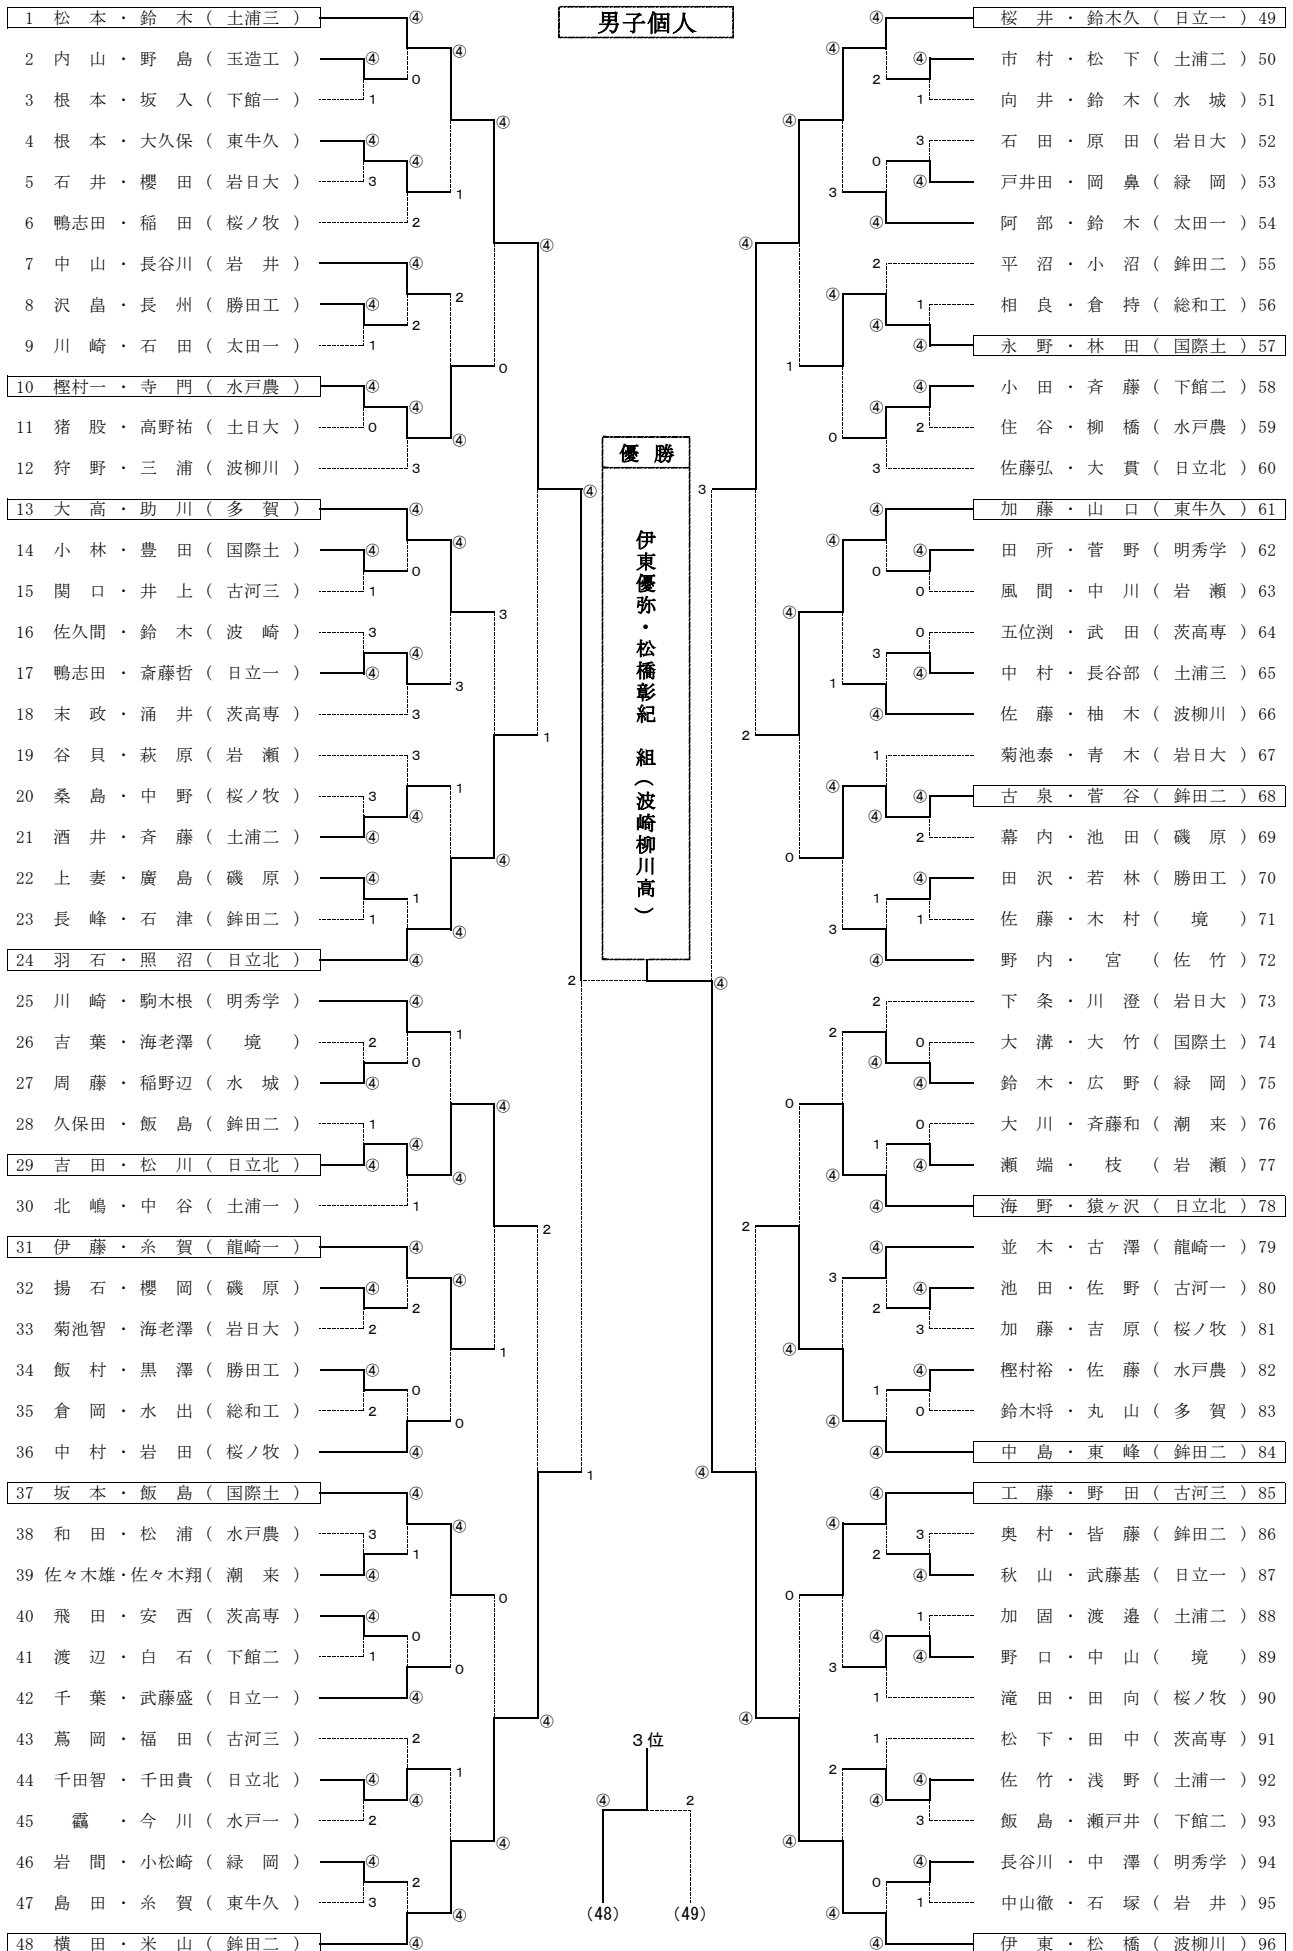 男子個人
1 松　本・鈴　木（土浦三）
2 内　山・野　島（玉造工）
3 根　本・坂　入（下館一）
4 根　本・大久保（東牛久）
5 石　井・櫻　田（岩日大）
6 鴨志田・稲　田（桜ノ牧）
7 中　山・長谷川（岩　井）
8 沢　畠・長　州（勝田工）
9 川　崎・石　田（太田一）
10 樫村一・寺　門（水戸農）
11 猪　股・高野祐（土日大）
12 狩　野・三　浦（波柳川）
13 大　高・助　川（多　賀）
14 小　林・豊　田（国際土）
15 関　口・井　上（古河三）
16 佐久間・鈴　木（波　崎）
17 鴨志田・斎藤哲（日立一）
18 末　政・涌　井（茨高専）
19 谷　貝・萩　原（岩　瀬）
20 桑　島・中　野（桜ノ牧）
21 酒　井・斉　藤（土浦二）
22 上　妻・廣　島（磯　原）
23 長　峰・石　津（鉾田二）
24 羽　石・照　沼（日立北）
25 川　崎・駒木根（明秀学）
26 吉　葉・海老澤（　境　）
27 周　藤・稲野辺（水　城）
28 久保田・飯　島（鉾田二）
29 吉　田・松　川（日立北）
30 北　嶋・中　谷（土浦一）
31 伊　藤・糸　賀（龍崎一）
32 揚　石・櫻　岡（磯　原）
33 菊池智・海老澤（岩日大）
34 飯　村・黒　澤（勝田工）
35 倉　岡・水　出（総和工）
36 中　村・岩　田（桜ノ牧）
37 坂　本・飯　島（国際土）
38 和　田・松　浦（水戸農）
39 佐々木雄・佐々木翔（潮　来）
40 飛　田・安　西（茨高専）
41 渡　辺・白　石（下館二）
42 千　葉・武藤盛（日立一）
43 蔦　岡・福　田（古河三）
44 千田智・千田貴（日立北）
45 ・今　川（水戸一）
46 岩　間・小松崎（緑　岡）
47 島　田・糸　賀（東牛久）
48 横　田・米　山（鉾田二）
優 勝
伊東優弥・松橋彰紀　組（波崎柳川高）
3位
④ 2
(48) (49)
桜　井・鈴木久（日立一）49
市　村・松　下（土浦二）50
向　井・鈴　木（水　城）51
石　田・原　田（岩日大）52
戸井田・岡　鼻（緑　岡）53
阿　部・鈴　木（太田一）54
平　沼・小　沼（鉾田二）55
相　良・倉　持（総和工）56
永　野・林　田（国際土）57
小　田・斉　藤（下館二）58
住　谷・柳　橋（水戸農）59
佐藤弘・大　貫（日立北）60
加　藤・山　口（東牛久）61
田　所・菅　野（明秀学）62
風　間・中　川（岩　瀬）63
五位渕・武　田（茨高専）64
中　村・長谷部（土浦三）65
佐　藤・柚　木（波柳川）66
菊池泰・青　木（岩日大）67
古　泉・菅　谷（鉾田二）68
幕　内・池　田（磯　原）69
田　沢・若　林（勝田工）70
佐　藤・木　村（　境　）71
野　内・　宮　（佐　竹）72
下　条・川　澄（岩日大）73
大　溝・大　竹（国際土）74
鈴　木・広　野（緑　岡）75
大　川・斉藤和（潮　来）76
瀬　端・　枝　（岩　瀬）77
海　野・猿ヶ沢（日立北）78
並　木・古　澤（龍崎一）79
池　田・佐　野（古河一）80
加　藤・吉　原（桜ノ牧）81
樫村裕・佐　藤（水戸農）82
鈴木将・丸　山（多　賀）83
中　島・東　峰（鉾田二）84
工　藤・野　田（古河三）85
奥　村・皆　藤（鉾田二）86
秋　山・武藤基（日立一）87
加　固・渡　邉（土浦二）88
野　口・中　山（　境　）89
滝　田・田　向（桜ノ牧）90
松　下・田　中（茨高専）91
佐　竹・浅　野（土浦一）92
飯　島・瀬戸井（下館二）93
長谷川・中　澤（明秀学）94
中山徹・石　塚（岩　井）95
伊　東・松　橋（波柳川）96